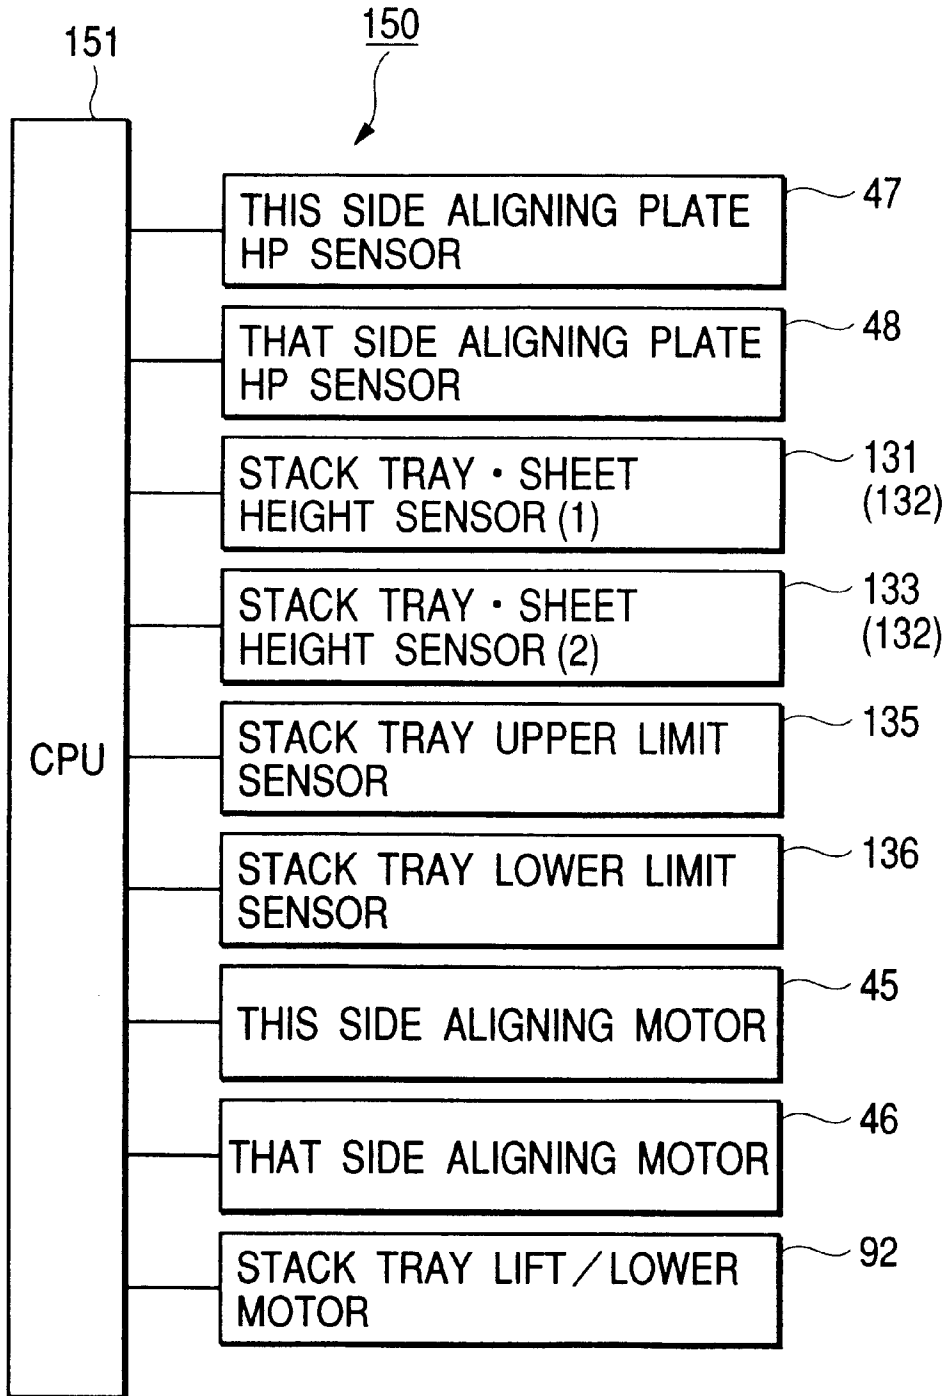 150
151
THIS SIDE ALIGNING PLATE
HP SENSOR
47
THAT SIDE ALIGNING PLATE
HP SENSOR
48
STACK TRAY・SHEET
HEIGHT SENSOR (1)
131
(132)
STACK TRAY・SHEET
HEIGHT SENSOR (2)
133
(132)
CPU
STACK TRAY UPPER LIMIT
SENSOR
135
STACK TRAY LOWER LIMIT
SENSOR
136
THIS SIDE ALIGNING MOTOR
45
THAT SIDE ALIGNING MOTOR
46
STACK TRAY LIFT/LOWER
MOTOR
92